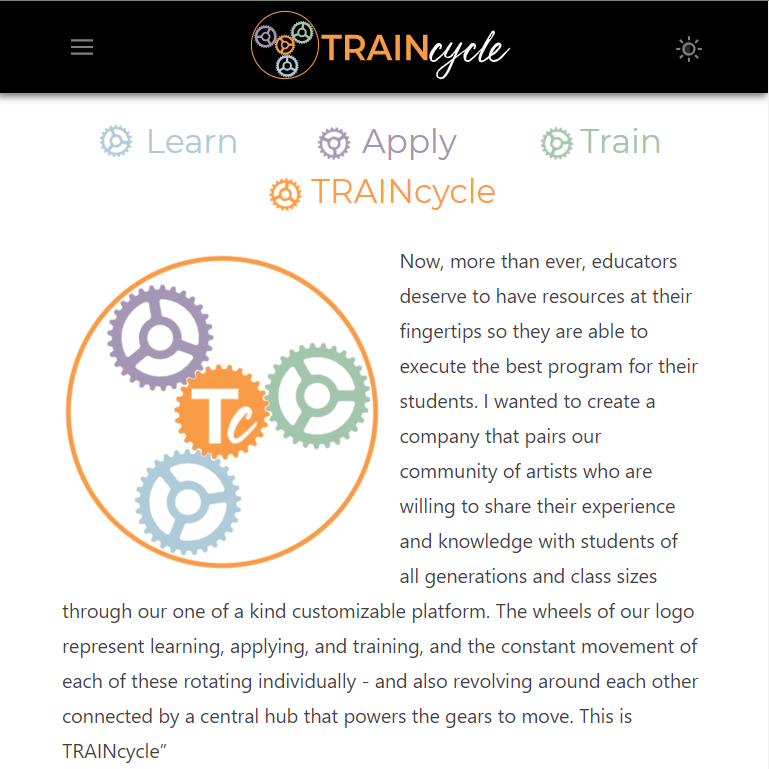 TRAINcycle
Learn Apply Train
TRAINcycle
Tc
Now, more than ever, educators
deserve to have resources at their
fingertips so they are able to
execute the best program for their
students. I wanted to create a
company that pairs our
community of artists who are
willing to share their experience
and knowledge with students of
all generations and class sizes
through our one of a kind customizable platform. The wheels of our logo
represent learning, applying, and training, and the constant movement of
each of these rotating individually - and also revolving around each other
connected by a central hub that powers the gears to move. This is
TRAINcycle”